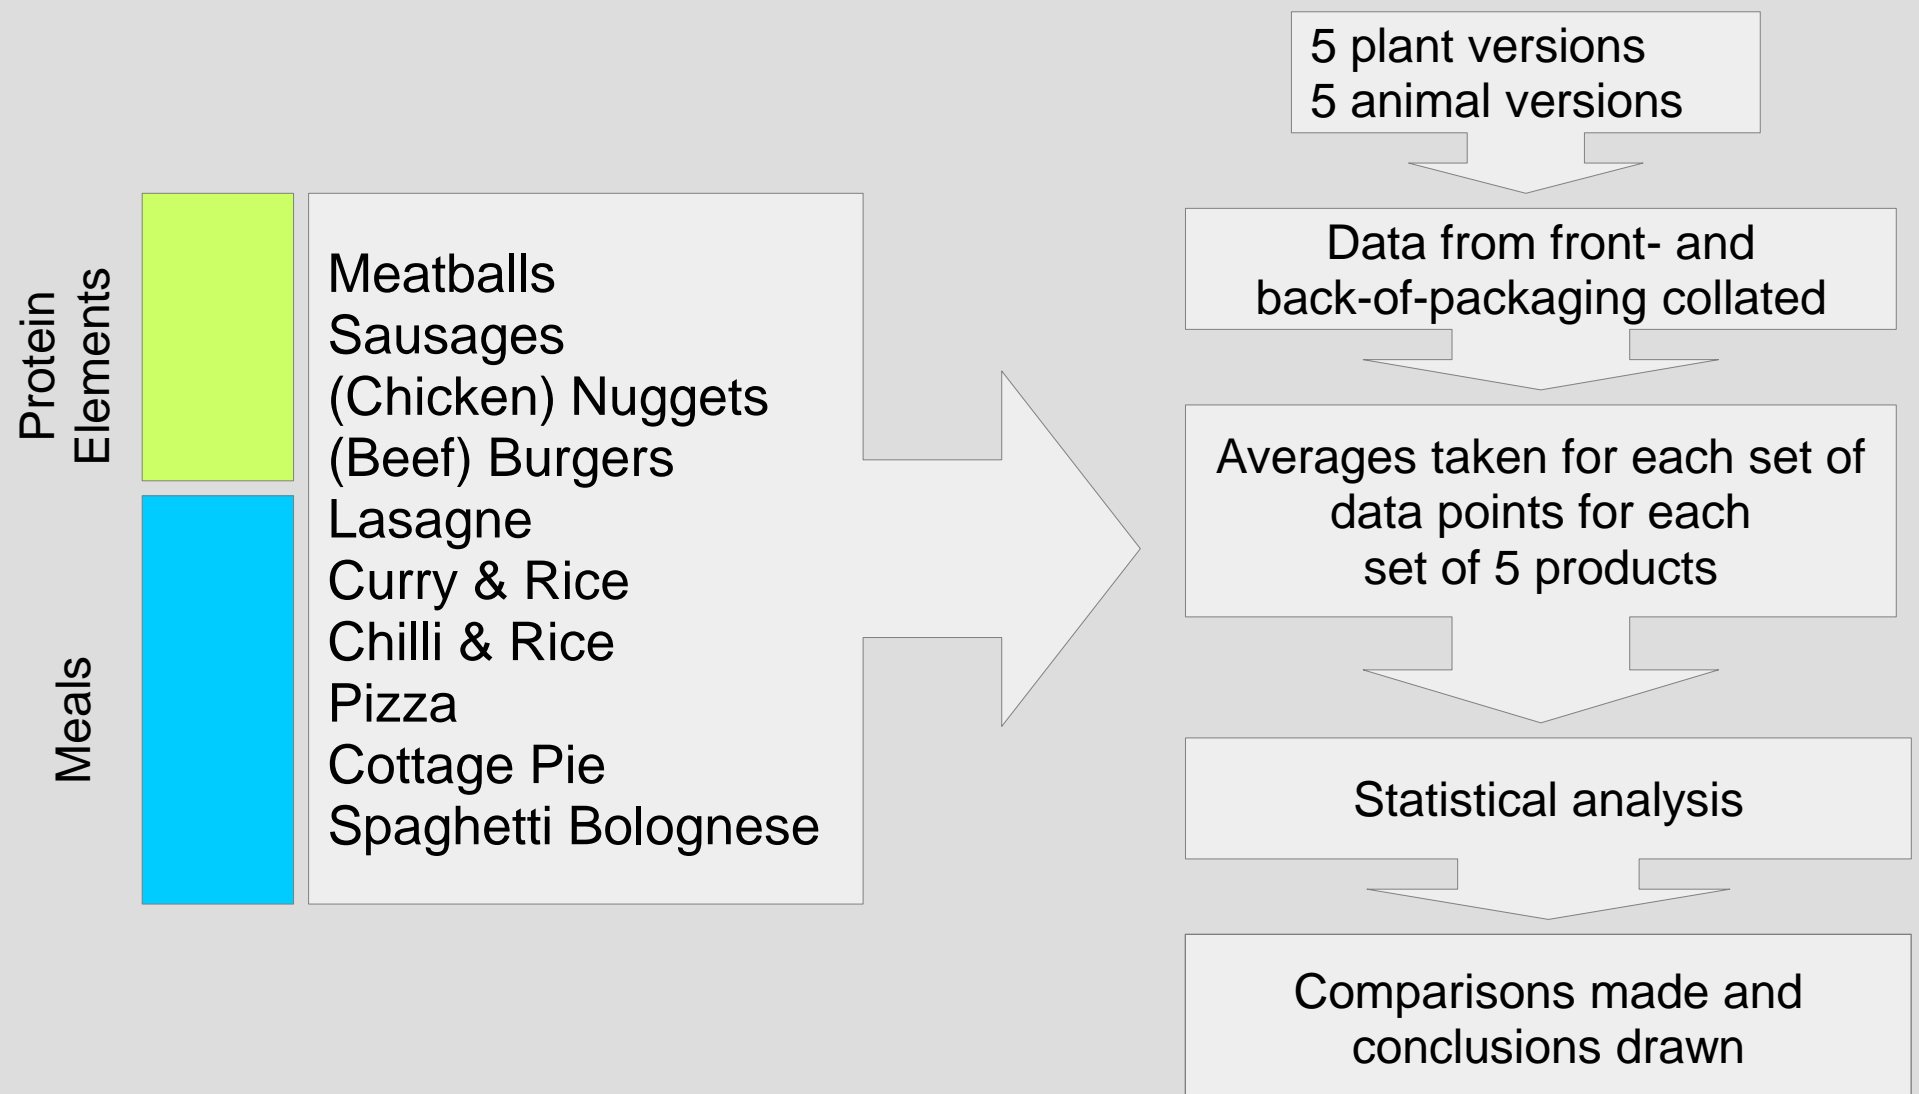 Protein
Elements
Meals
Meatballs
Sausages
(Chicken) Nuggets
(Beef) Burgers
Lasagne
Curry & Rice
Chilli & Rice
Pizza
Cottage Pie
Spaghetti Bolognese
5 plant versions
5 animal versions
Data from front- and
back-of-packaging collated
Averages taken for each set of
data points for each
set of 5 products
Statistical analysis
Comparisons made and
conclusions drawn